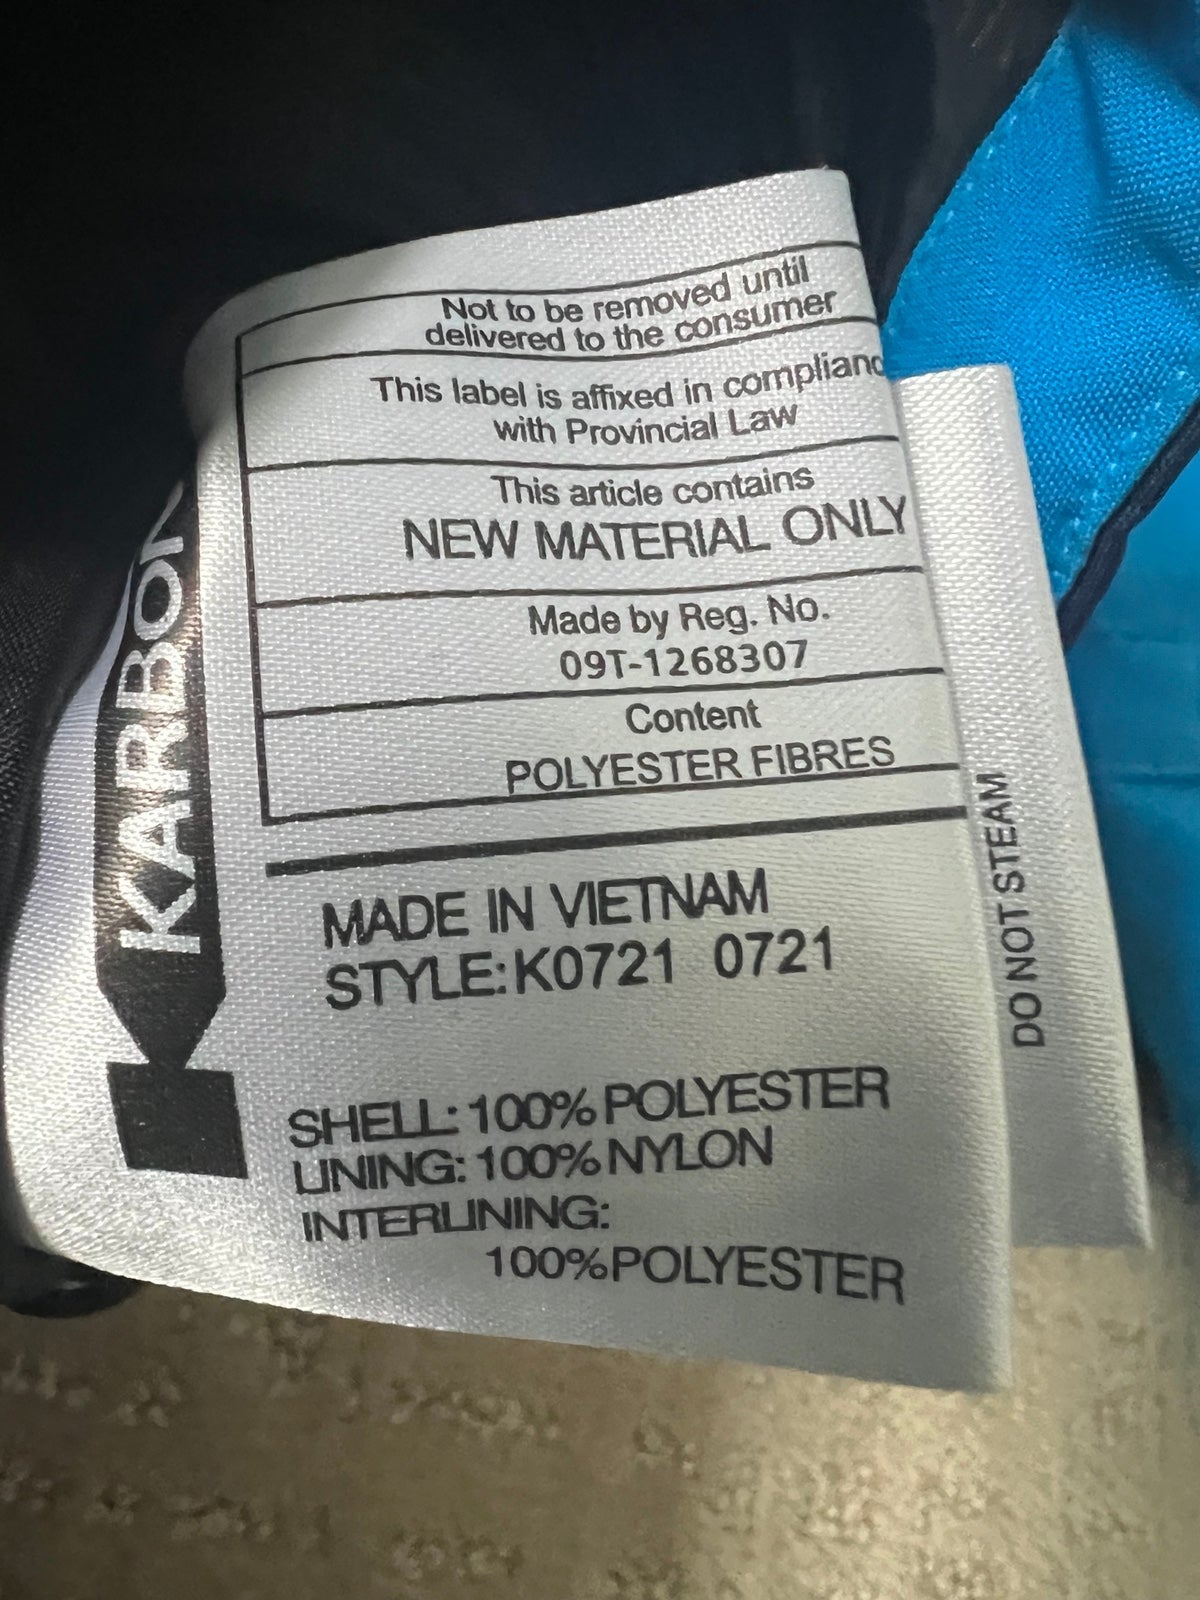 Not to be removed until
delivered to the consumer
This label is affixed in complianc
with Provincial Law
This article contains
NEW MATERIAL ONLY
Made by Reg. No.
09T-1268307
Content
POLYESTER FIBRES
MADE IN VIETNAM
STYLE:K0721 0721
SHELL: 100% POLYESTER
LINING: 100% NYLON
INTERLINING:
100% POLYESTER
KARBON
DO NOT STEAM